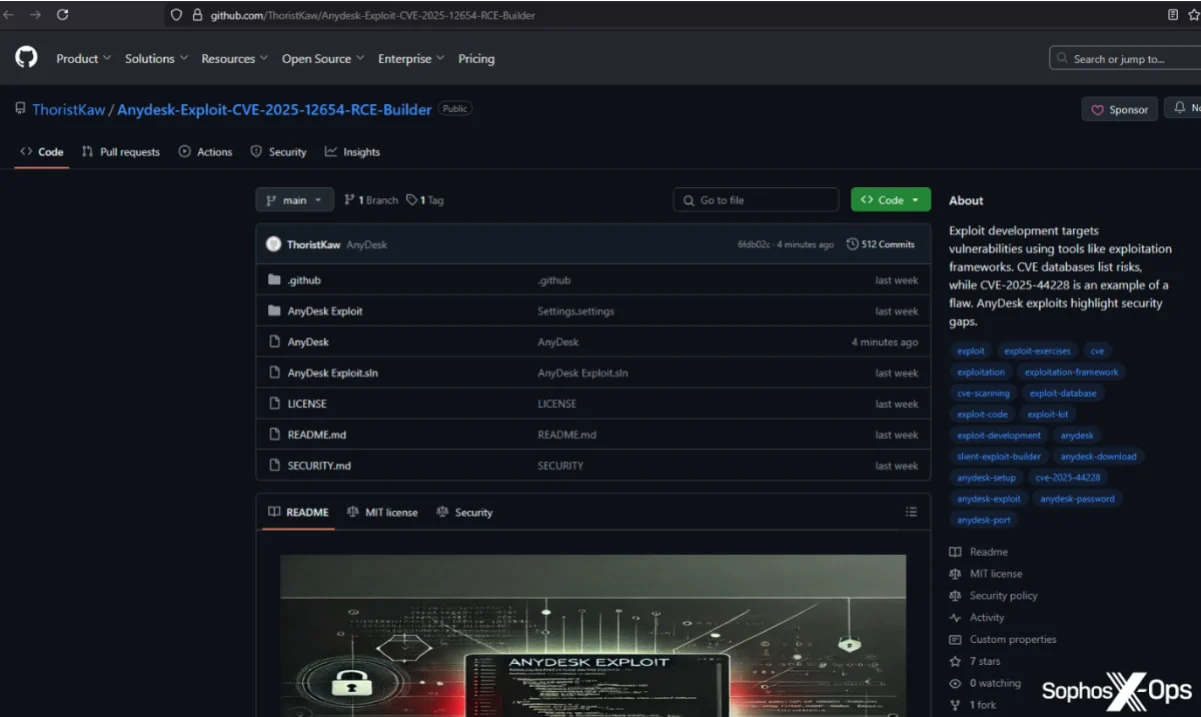 github.com/ThoristKaw/Anydesk-Exploit-CVE-2025-12654-RCE-Builder
Product Solutions Resources Open Source Enterprise Pricing Search or jump to...
ThoristKaw / Anydesk-Exploit-CVE-2025-12654-RCE-Builder Public Sponsor
Code Pull requests Actions Security Insights
main 1 Branch 1 Tag Go to file Code
ThoristKaw AnyDesk 6fdb02c · 4 minutes ago 512 Commits
.github .github last week
AnyDesk Exploit Settings.settings last week
AnyDesk AnyDesk 4 minutes ago
AnyDesk Exploit.sln AnyDesk Exploit.sln last week
LICENSE LICENSE last week
README.md README.md last week
SECURITY.md SECURITY last week
README MIT license Security
ANYDESK EXPLOIT
About
Exploit development targets
vulnerabilities using tools like exploitation
frameworks. CVE databases list risks,
while CVE-2025-44228 is an example of a
flaw. AnyDesk exploits highlight security
gaps.
exploit exploit-exercises cve
exploitation exploitation-framework
cve-scanning exploit-database
exploit-code exploit-kit
exploit-development anydesk
slient-exploit-builder anydesk-download
anydesk-setup cve-2025-44228
anydesk-exploit anydesk-password
anydesk-port
Readme
MIT license
Security policy
Activity
Custom properties
7 stars
0 watching
1 fork
Sophos X-Ops